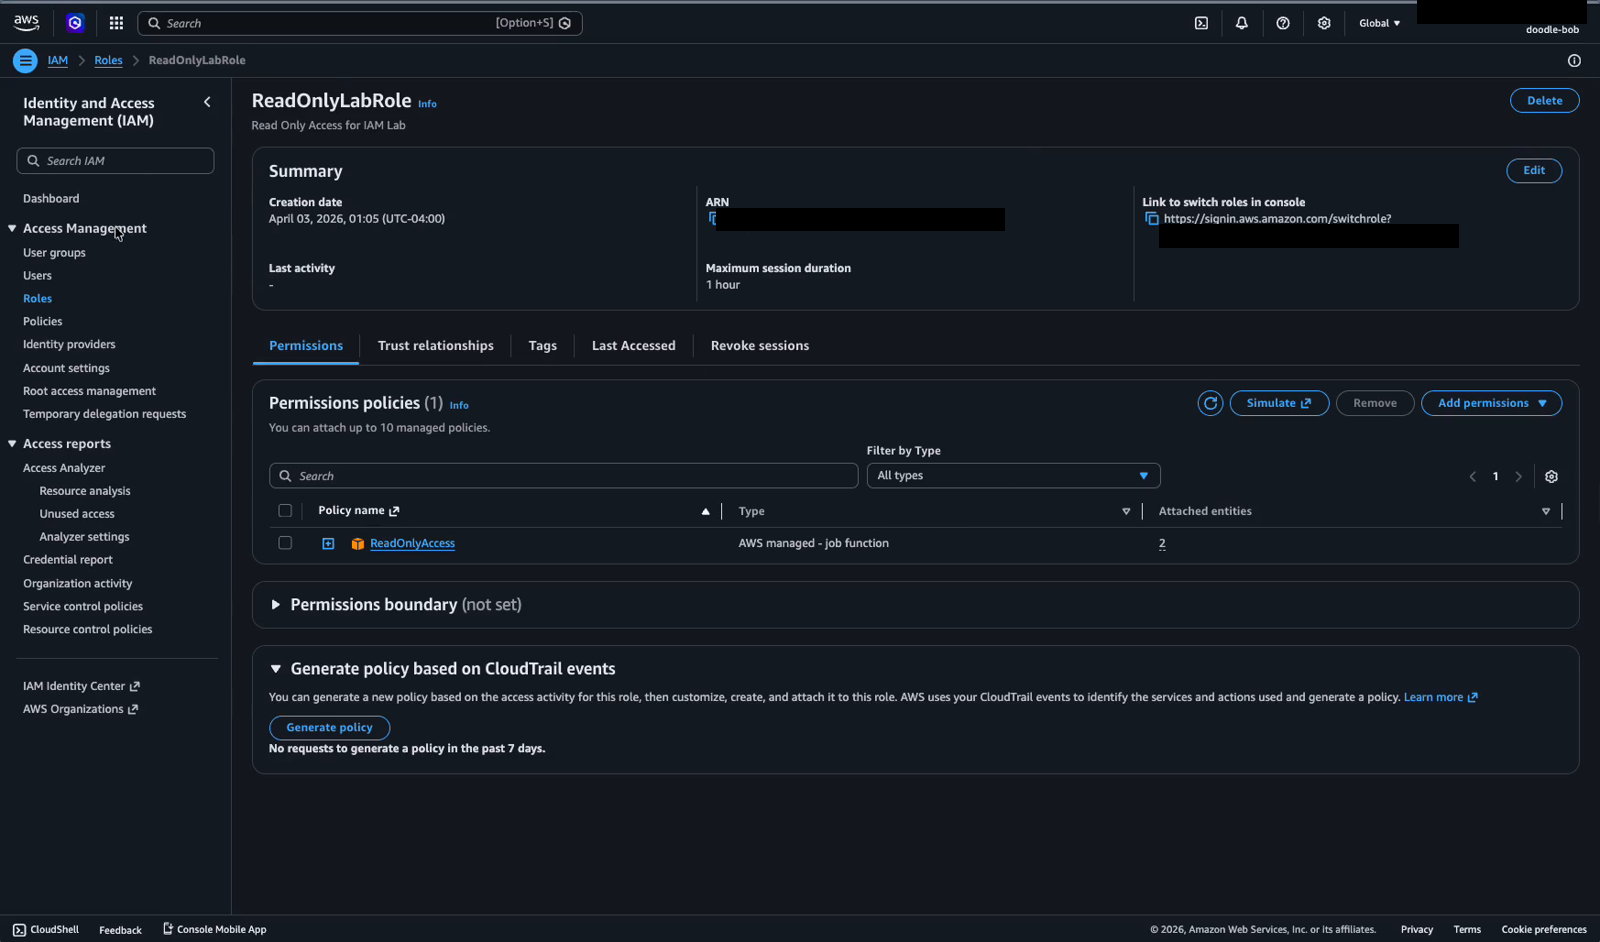 aws
Search
[Option+S]
Global
doodle-bob
IAM
Roles
ReadOnlyLabRole
Identity and Access
Management (IAM)
Search IAM
Dashboard
Access Management
User groups
Users
Roles
Policies
Identity providers
Account settings
Root access management
Temporary delegation requests
Access reports
Access Analyzer
Resource analysis
Unused access
Analyzer settings
Credential report
Organization activity
Service control policies
Resource control policies
IAM Identity Center
AWS Organizations
ReadOnlyLabRole Info
Delete
Read Only Access for IAM Lab
Summary
Edit
Creation date
April 03, 2026, 01:05 (UTC-04:00)
ARN
Link to switch roles in console
https://signin.aws.amazon.com/switchrole?
Last activity
-
Maximum session duration
1 hour
Permissions
Trust relationships
Tags
Last Accessed
Revoke sessions
Permissions policies (1) Info
You can attach up to 10 managed policies.
Simulate
Remove
Add permissions
Filter by Type
Search
All types
1
Policy name
Type
Attached entities
ReadOnlyAccess
AWS managed - job function
2
Permissions boundary (not set)
Generate policy based on CloudTrail events
You can generate a new policy based on the access activity for this role, then customize, create, and attach it to this role. AWS uses your CloudTrail events to identify the services and actions used and generate a policy. Learn more
Generate policy
No requests to generate a policy in the past 7 days.
CloudShell
Feedback
Console Mobile App
© 2026, Amazon Web Services, Inc. or its affiliates.
Privacy
Terms
Cookie preferences